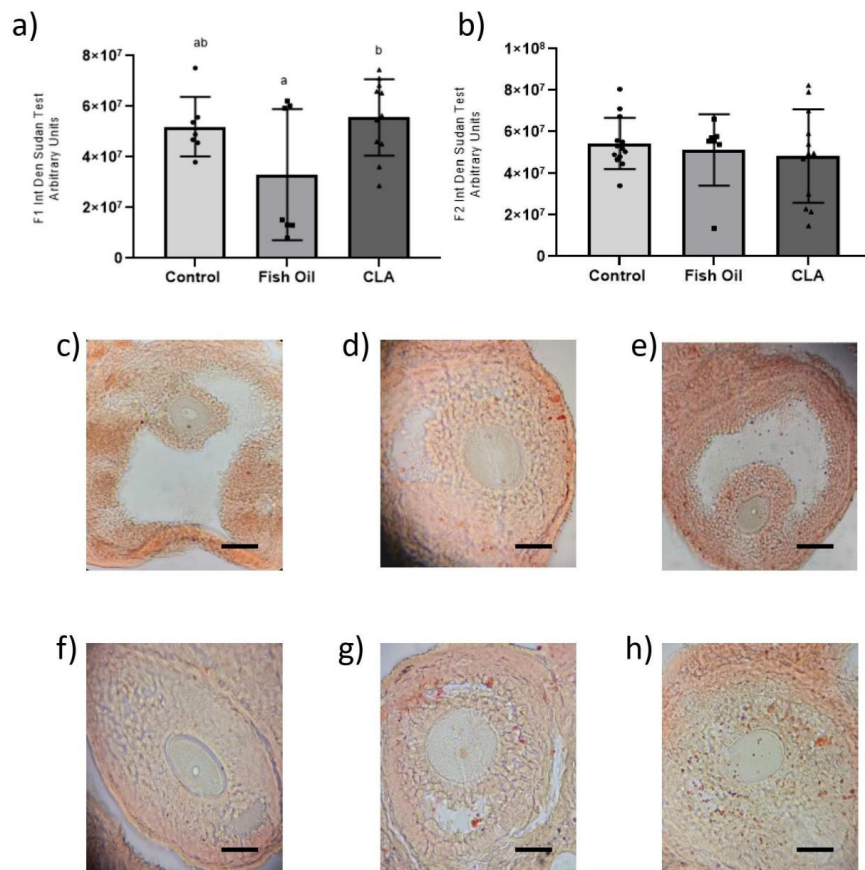 a)
F1 Int Den Sudan Test
Arbitrary Units
8×10⁷
6×10⁷
4×10⁷
2×10⁷
0
ab
a
b
Control
Fish Oil
CLA
b)
F2 Int Den Sudan Test
Arbitrary Units
1×10⁸
8×10⁷
6×10⁷
4×10⁷
2×10⁷
0
Control
Fish Oil
CLA
c)
d)
e)
f)
g)
h)